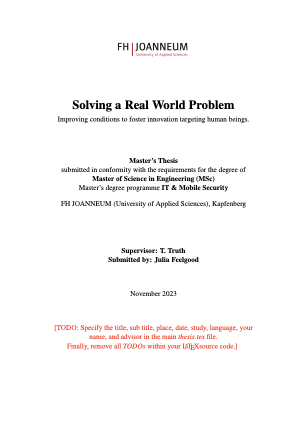 FH JOANNEUM
University of Applied Sciences
Solving a Real World Problem
Improving conditions to foster innovation targeting human beings.
Master's Thesis
submitted in conformity with the requirements for the degree of
Master of Science in Engineering (MSc)
Master's degree programme IT & Mobile Security
FH JOANNEUM (University of Applied Sciences), Kapfenberg
Supervisor: T. Truth
Submitted by: Julia Feelgood
November 2023
[TODO: Specify the title, sub title, place, date, study, language, your
name, and advisor in the main thesis.tex file.
Finally, remove all TODOs within your LATEXsource code.]